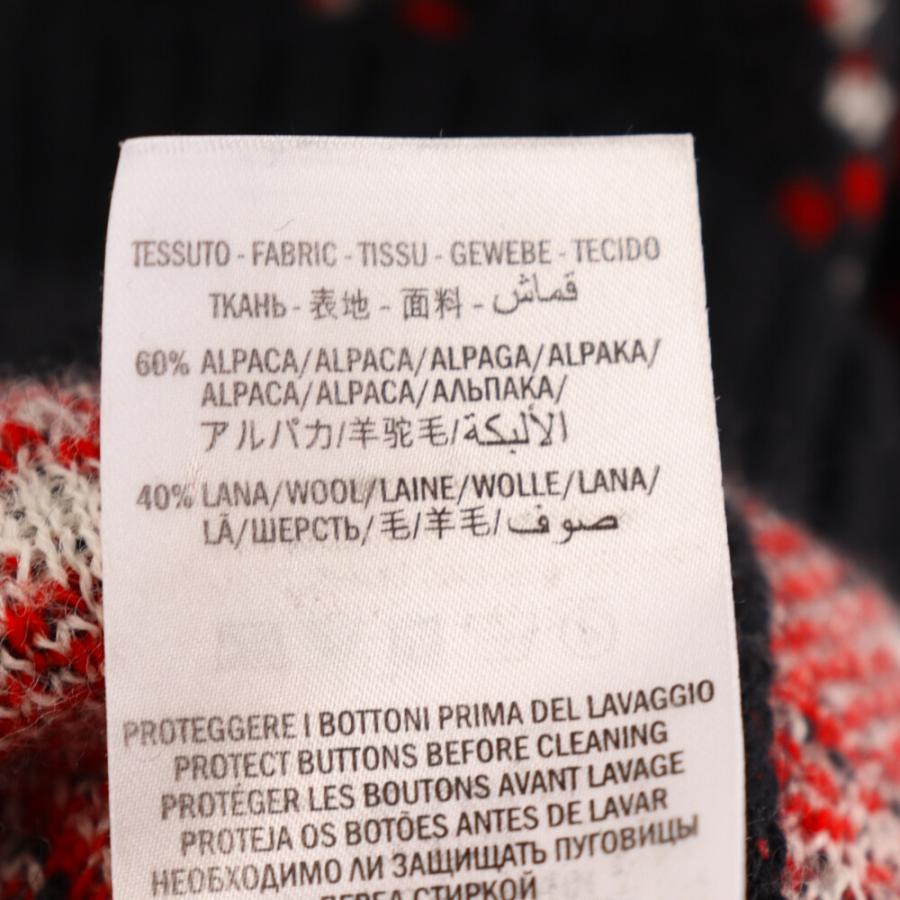 TESSUTO - FABRIC - TISSU - GEWEBE - TECIDO
ТКАНЬ - 表地 - 面料 - قماش
60% ALPACA/ALPACA/ALPAGA/ALPAKA/
ALPACA/ALPACA/АЛЬПАКА/
アルパカ/羊驼毛/الألبكة
40% LANA/WOOL/LAINE/WOLLE/LANA/
LÃ/ШЕРСТЬ/毛/羊毛/صوف
PROTEGGERE I BOTTONI PRIMA DEL LAVAGGIO
PROTECT BUTTONS BEFORE CLEANING
PROTÉGER LES BOUTONS AVANT LAVAGE
PROTEJA OS BOTÕES ANTES DE LAVAR
НЕОБХОДИМО ЛИ ЗАЩИЩАТЬ ПУГОВИЦЫ
ПЕРЕД СТИРКОЙ